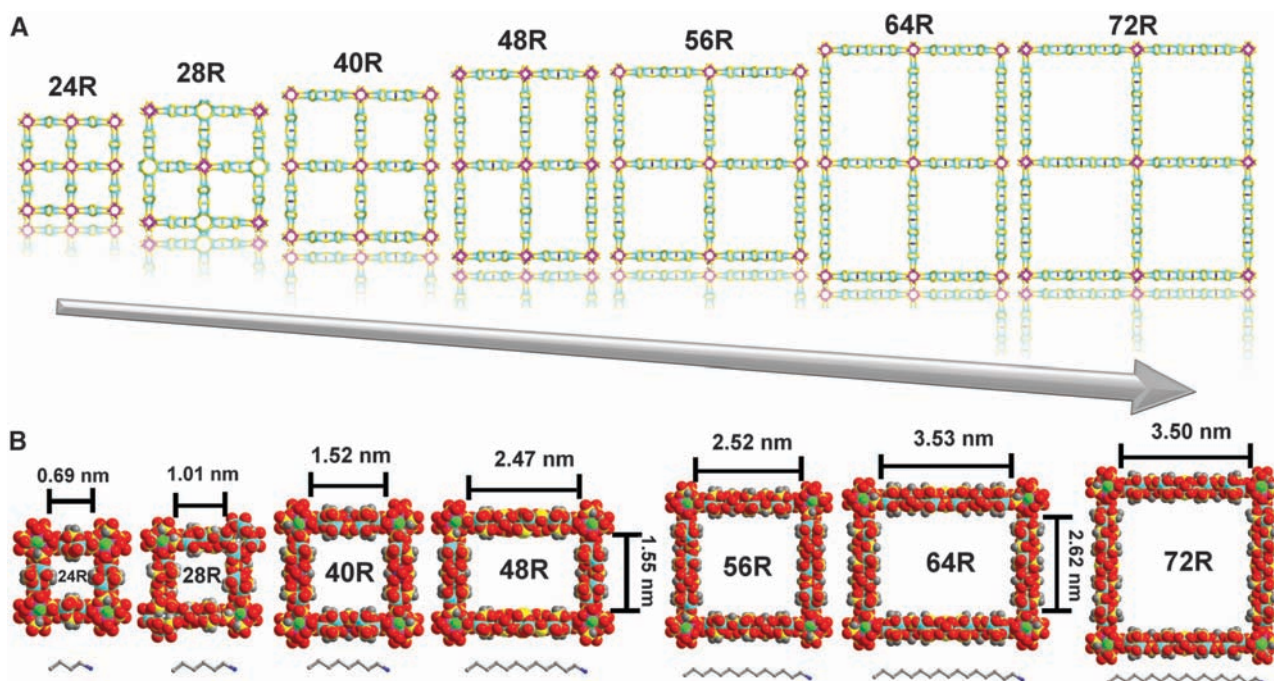 A
24R
28R
40R
48R
56R
64R
72R
B
0.69 nm
1.01 nm
1.52 nm
2.47 nm
1.55 nm
2.52 nm
3.53 nm
2.62 nm
3.50 nm
24R
28R
40R
48R
56R
64R
72R